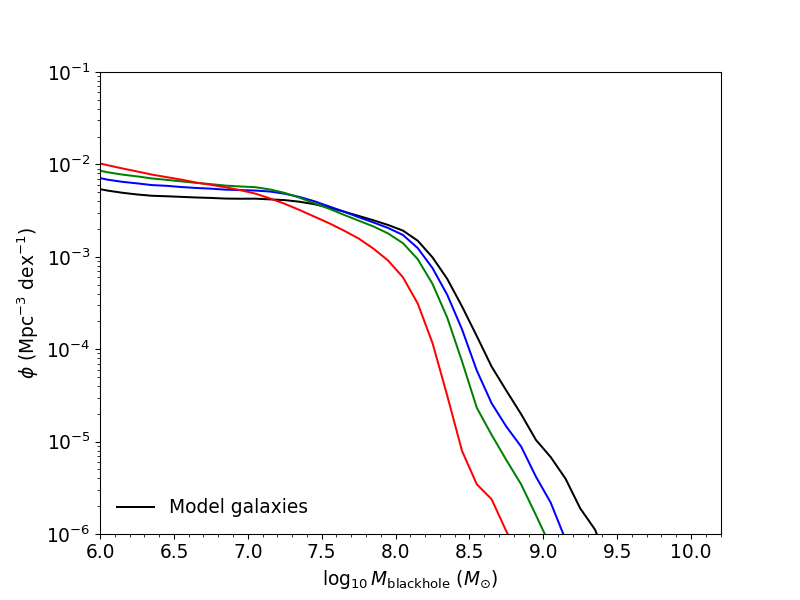 10⁻¹
10⁻²
10⁻³
10⁻⁴
10⁻⁵
10⁻⁶
ϕ (Mpc⁻³ dex⁻¹)
Model galaxies
6.0 6.5 7.0 7.5 8.0 8.5 9.0 9.5 10.0
log₁₀ M_blackhole (M_⊙)